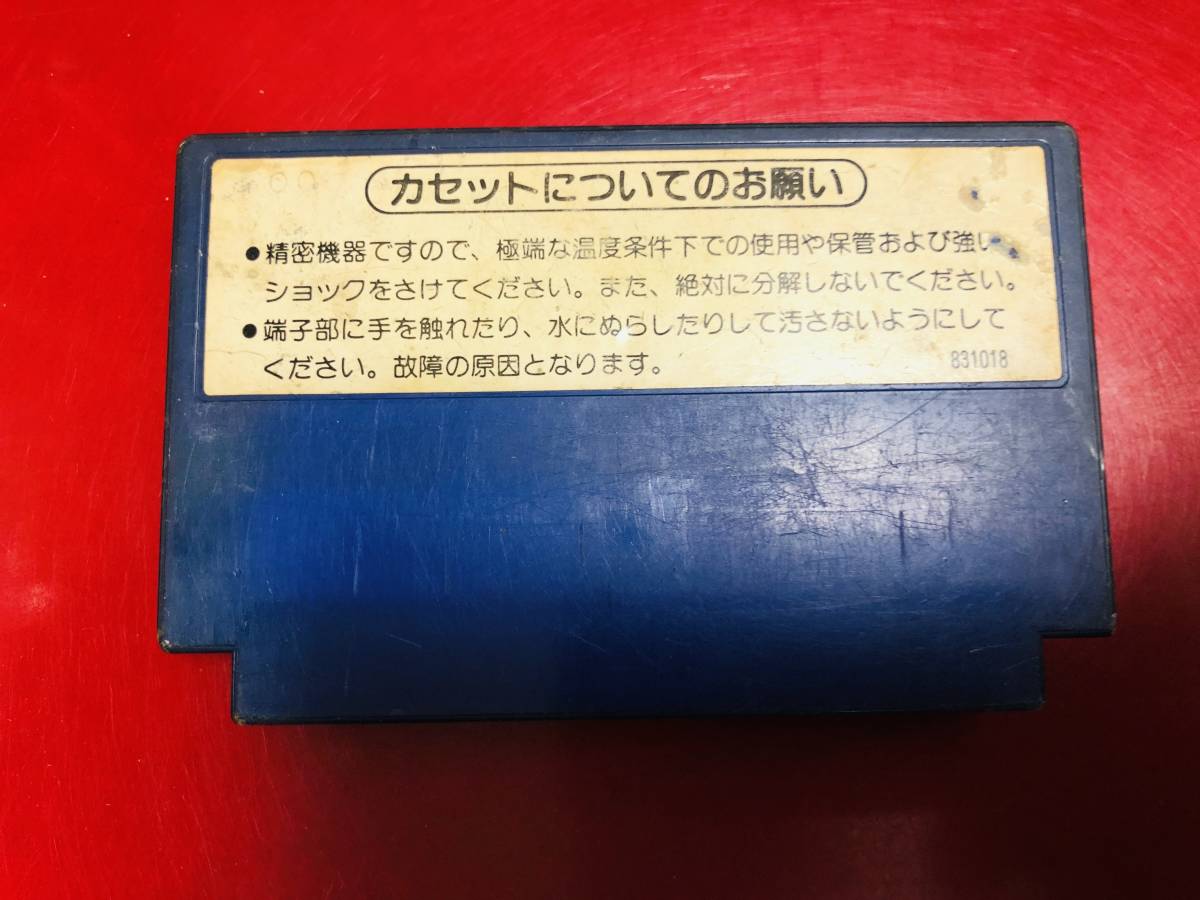 カセットについてのお願い
●精密機器ですので、極端な温度条件下での使用や保管および強い
ショックをさけてください。また、絶対に分解しないでください。
●端子部に手を触れたり、水にぬらしたりして汚さないようにして
ください。故障の原因となります。
831018